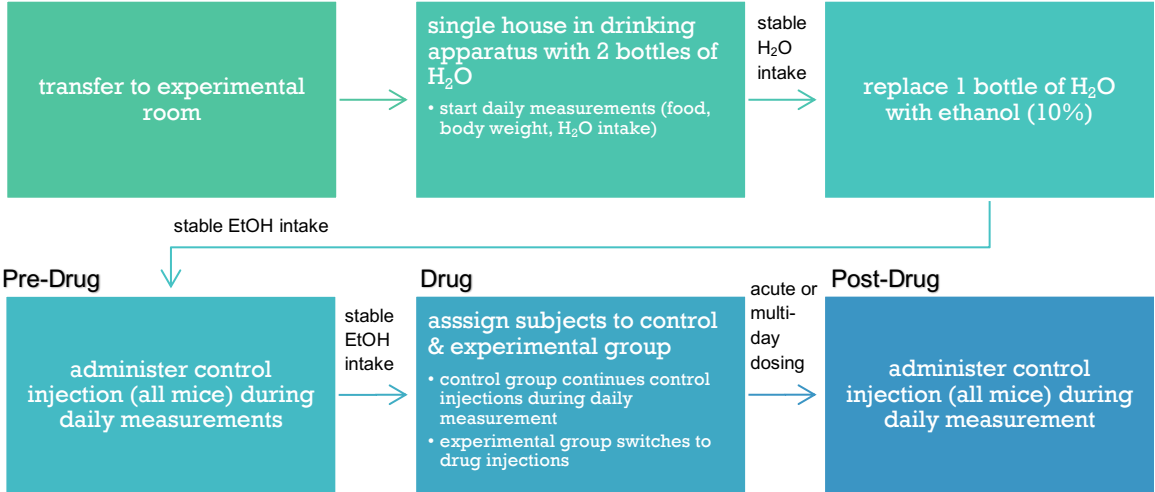 transfer to experimental
room
single house in drinking
apparatus with 2 bottles of
H₂O
• start daily measurements (food,
body weight, H₂O intake)
stable
H₂O
intake
replace 1 bottle of H₂O
with ethanol (10%)
stable EtOH intake
Pre-Drug
administer control
injection (all mice) during
daily measurements
stable
EtOH
intake
Drug
asssign subjects to control
& experimental group
• control group continues control
injections during daily
measurement
• experimental group switches to
drug injections
acute or
multi-
day
dosing
Post-Drug
administer control
injection (all mice) during
daily measurement